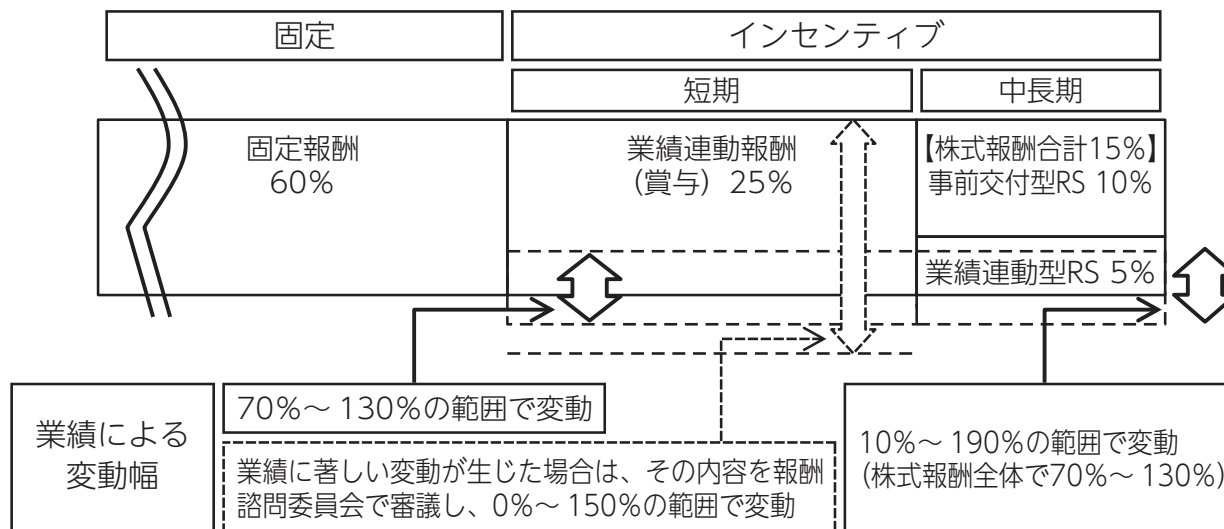 固定
インセンティブ
短期
中長期
固定報酬
60%
業績連動報酬
(賞与) 25%
【株式報酬合計15%】
事前交付型RS 10%
業績連動型RS 5%
業績による
変動幅
70%～130%の範囲で変動
業績に著しい変動が生じた場合は、その内容を報酬
諮問委員会で審議し、0%～150%の範囲で変動
10%～190%の範囲で変動
(株式報酬全体で70%～130%)